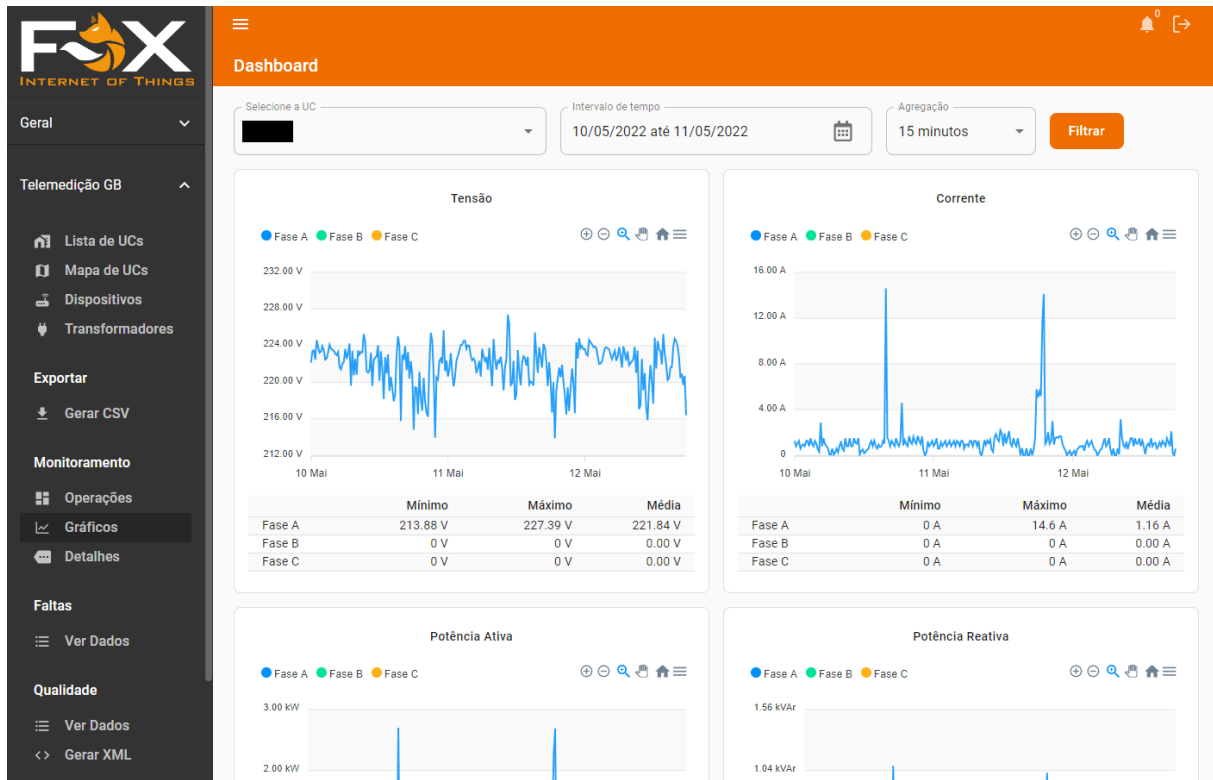 FOX
INTERNET OF THINGS
0
Dashboard
Geral
Telemedição GB
Lista de UCs
Mapa de UCs
Dispositivos
Transformadores
Exportar
Gerar CSV
Monitoramento
Operações
Gráficos
Detalhes
Faltas
Ver Dados
Qualidade
Ver Dados
Gerar XML
Selecione a UC
Intervalo de tempo
10/05/2022 até 11/05/2022
Agregação
15 minutos
Filtrar
Tensão
Fase A Fase B Fase C
232.00 V
228.00 V
224.00 V
220.00 V
216.00 V
212.00 V
10 Mai 11 Mai 12 Mai
Mínimo Máximo Média
Fase A 213.88 V 227.39 V 221.84 V
Fase B 0 V 0 V 0.00 V
Fase C 0 V 0 V 0.00 V
Corrente
Fase A Fase B Fase C
16.00 A
12.00 A
8.00 A
4.00 A
0
10 Mai 11 Mai 12 Mai
Mínimo Máximo Média
Fase A 0 A 14.6 A 1.16 A
Fase B 0 A 0 A 0.00 A
Fase C 0 A 0 A 0.00 A
Potência Ativa
Fase A Fase B Fase C
3.00 kW
2.00 kW
Potência Reativa
Fase A Fase B Fase C
1.56 kVAr
1.04 kVAr